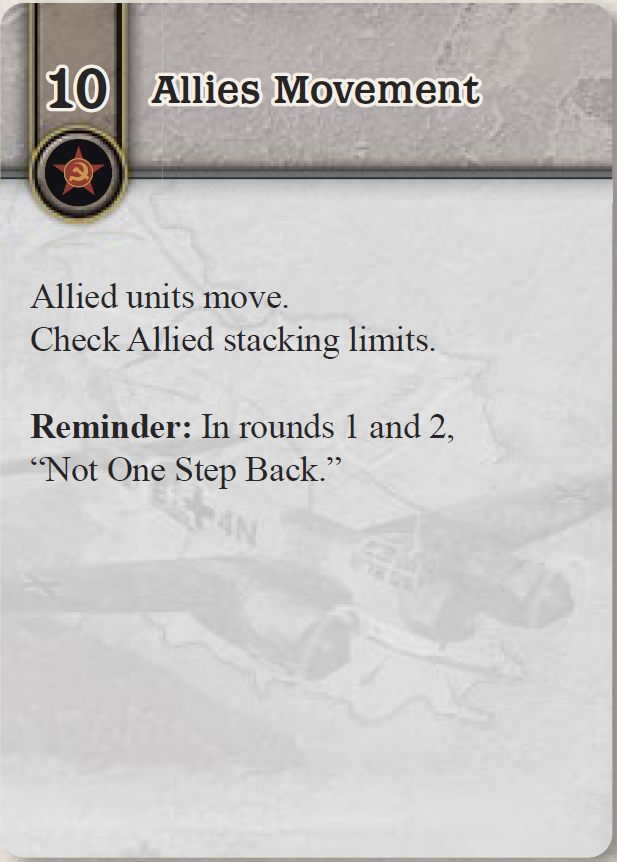 10 Allies Movement
Allied units move.
Check Allied stacking limits.
Reminder: In rounds 1 and 2,
“Not One Step Back.”
4N